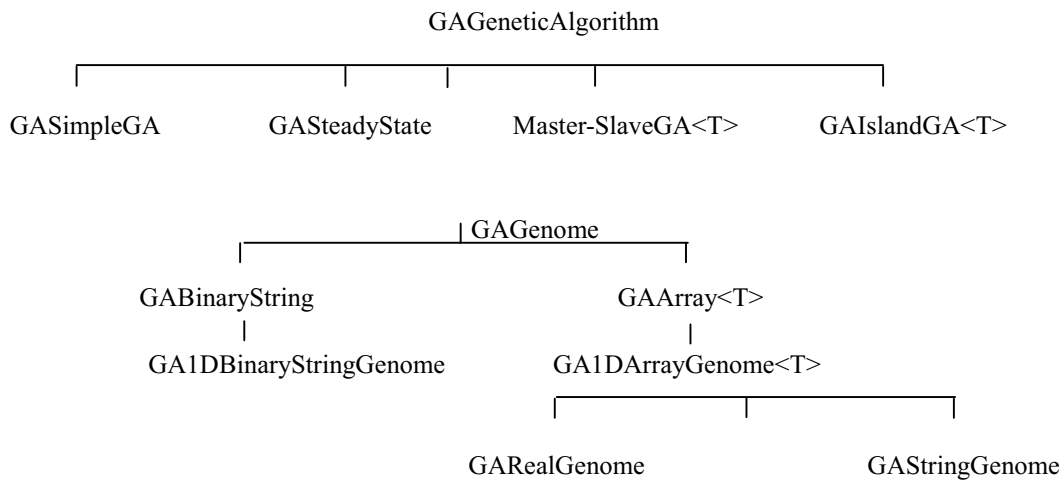 GAGeneticAlgorithm
GASimpleGA GASteadyState Master-SlaveGA<T> GAIslandGA<T>
GAGenome
GABinaryString GAArray<T>
GA1DBinaryStringGenome GA1DArrayGenome<T>
GARealGenome GAStringGenome